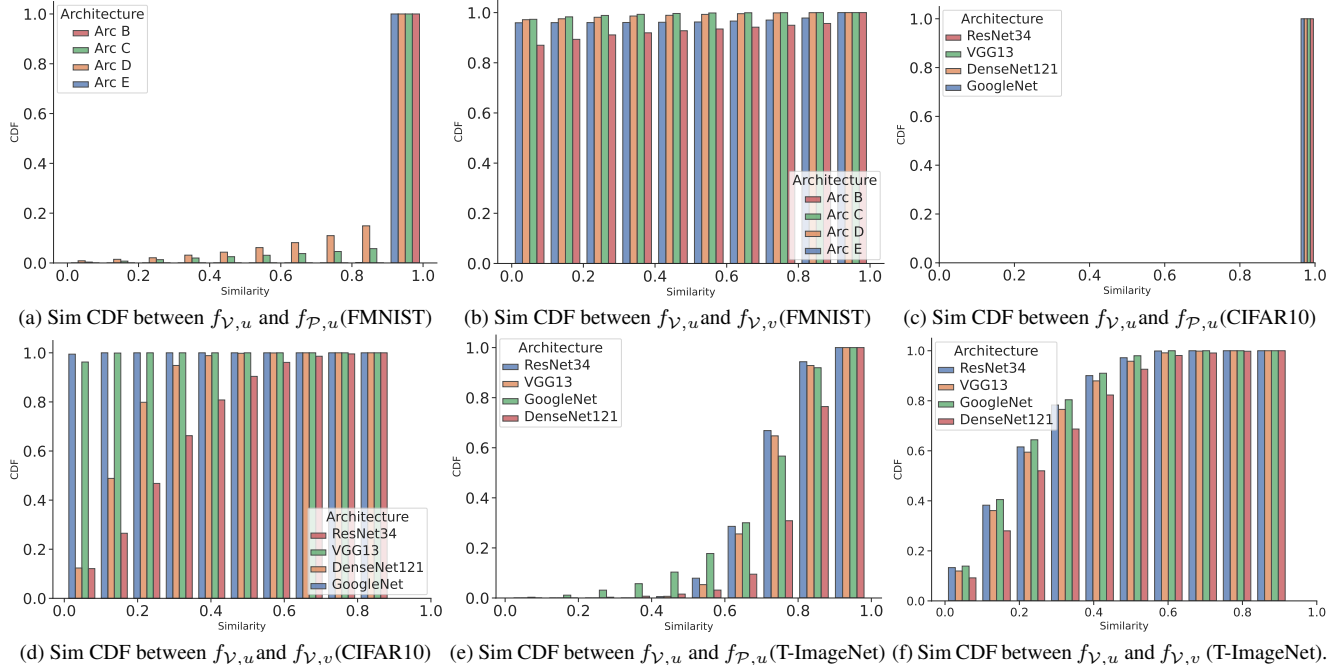 Architecture
Arc B
Arc C
Arc D
Arc E
CDF
1.0
0.8
0.6
0.4
0.2
0.0
0.0 0.2 0.4 0.6 0.8 1.0
Similarity
(a) Sim CDF between f_{𝒱,u} and f_{𝒫,u}(FMNIST)
CDF
1.0
0.8
0.6
0.4
0.2
0.0
Architecture
Arc B
Arc C
Arc D
Arc E
0.0 0.2 0.4 0.6 0.8 1.0
Similarity
(b) Sim CDF between f_{𝒱,u}and f_{𝒱,v}(FMNIST)
Architecture
ResNet34
VGG13
DenseNet121
GoogleNet
CDF
1.0
0.8
0.6
0.4
0.2
0.0
0.0 0.2 0.4 0.6 0.8 1.0
Similarity
(c) Sim CDF between f_{𝒱,u} and f_{𝒫,u}(CIFAR10)
CDF
1.0
0.8
0.6
0.4
0.2
0.0
Architecture
ResNet34
VGG13
DenseNet121
GoogleNet
0.0 0.2 0.4 0.6 0.8 1.0
Similarity
(d) Sim CDF between f_{𝒱,u}and f_{𝒱,v}(CIFAR10)
Architecture
ResNet34
VGG13
GoogleNet
DenseNet121
CDF
1.0
0.8
0.6
0.4
0.2
0.0
0.0 0.2 0.4 0.6 0.8 1.0
Similarity
(e) Sim CDF between f_{𝒱,u} and f_{𝒫,u}(T-ImageNet)
Architecture
ResNet34
VGG13
GoogleNet
DenseNet121
CDF
1.0
0.8
0.6
0.4
0.2
0.0
0.0 0.2 0.4 0.6 0.8 1.0
Similarity
(f) Sim CDF between f_{𝒱,u} and f_{𝒱,v} (T-ImageNet).